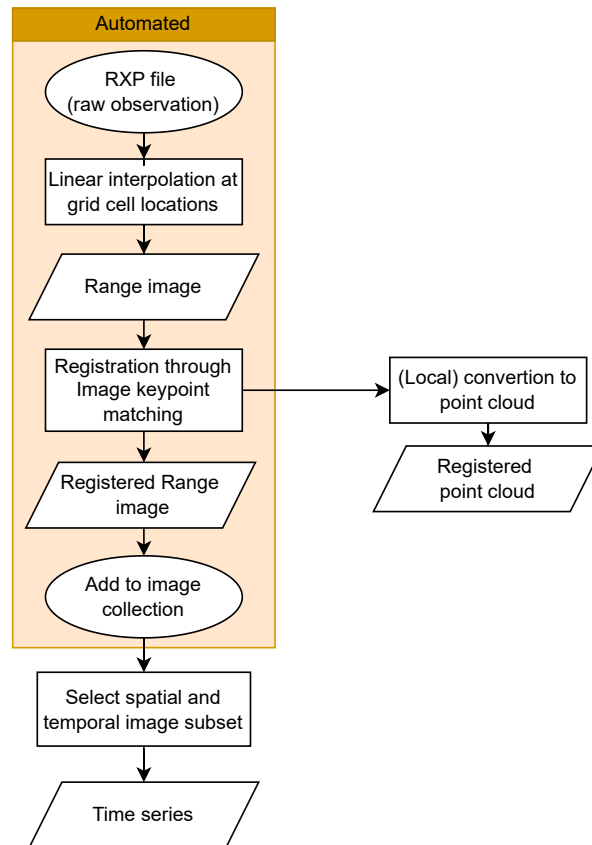 Automated
RXP file
(raw observation)
Linear interpolation at
grid cell locations
Range image
Registration through
Image keypoint
matching
(Local) convertion to
point cloud
Registered Range
image
Registered
point cloud
Add to image
collection
Select spatial and
temporal image subset
Time series